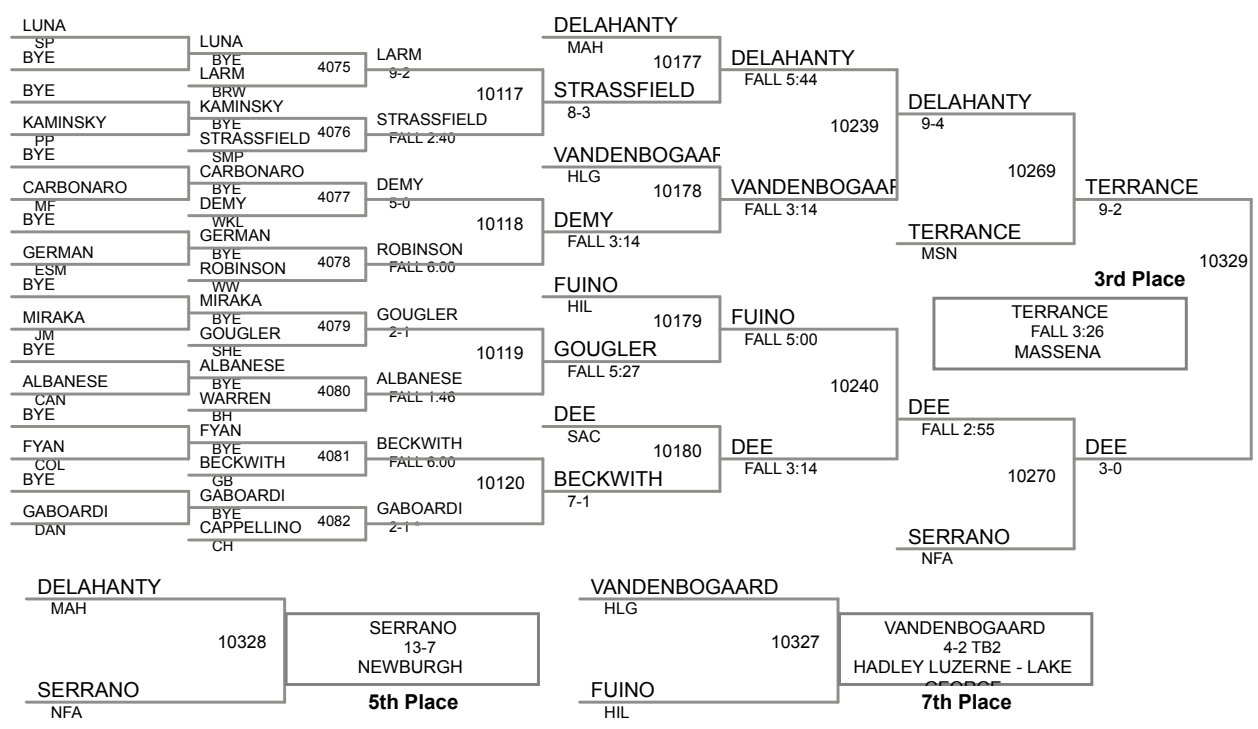 LUNA
SP
BYE
BYE
KAMINSKY
PP
BYE
CARBONARO
MF
BYE
GERMAN
ESM
BYE
MIRAKA
JM
BYE
ALBANESE
CAN
BYE
FYAN
COL
BYE
GABOARDI
DAN
LUNA
BYE
4075
LARM
BRW
KAMINSKY
BYE
4076
STRASSFIELD
SMP
CARBONARO
BYE
4077
DEMY
WKL
GERMAN
BYE
4078
ROBINSON
WW
MIRAKA
BYE
4079
GOUGLER
SHE
ALBANESE
BYE
4080
WARREN
BH
FYAN
BYE
4081
BECKWITH
GB
GABOARDI
BYE
4082
CAPPELLINO
CH
LARM
9-2
10117
STRASSFIELD
FALL 2:40
DEMY
5-0
10118
ROBINSON
FALL 6:00
GOUGLER
2-1
10119
ALBANESE
FALL 1:46
BECKWITH
FALL 6:00
10120
GABOARDI
2-1 *
DELAHANTY
MAH
10177
STRASSFIELD
8-3
VANDENBOGAAR
HLG
10178
DEMY
FALL 3:14
FUINO
HIL
10179
GOUGLER
FALL 5:27
DEE
SAC
10180
BECKWITH
7-1
DELAHANTY
FALL 5:44
10239
VANDENBOGAAR
FALL 3:14
FUINO
FALL 5:00
10240
DEE
FALL 3:14
DELAHANTY
9-4
10269
TERRANCE
MSN
DEE
FALL 2:55
10270
SERRANO
NFA
TERRANCE
9-2
10329
DEE
3-0
3rd Place
TERRANCE
FALL 3:26
MASSENA
DELAHANTY
MAH
10328
SERRANO
NFA
SERRANO
13-7
NEWBURGH
5th Place
VANDENBOGAARD
HLG
10327
FUINO
HIL
VANDENBOGAARD
4-2 TB2
HADLEY LUZERNE - LAKE
GEORGE
7th Place